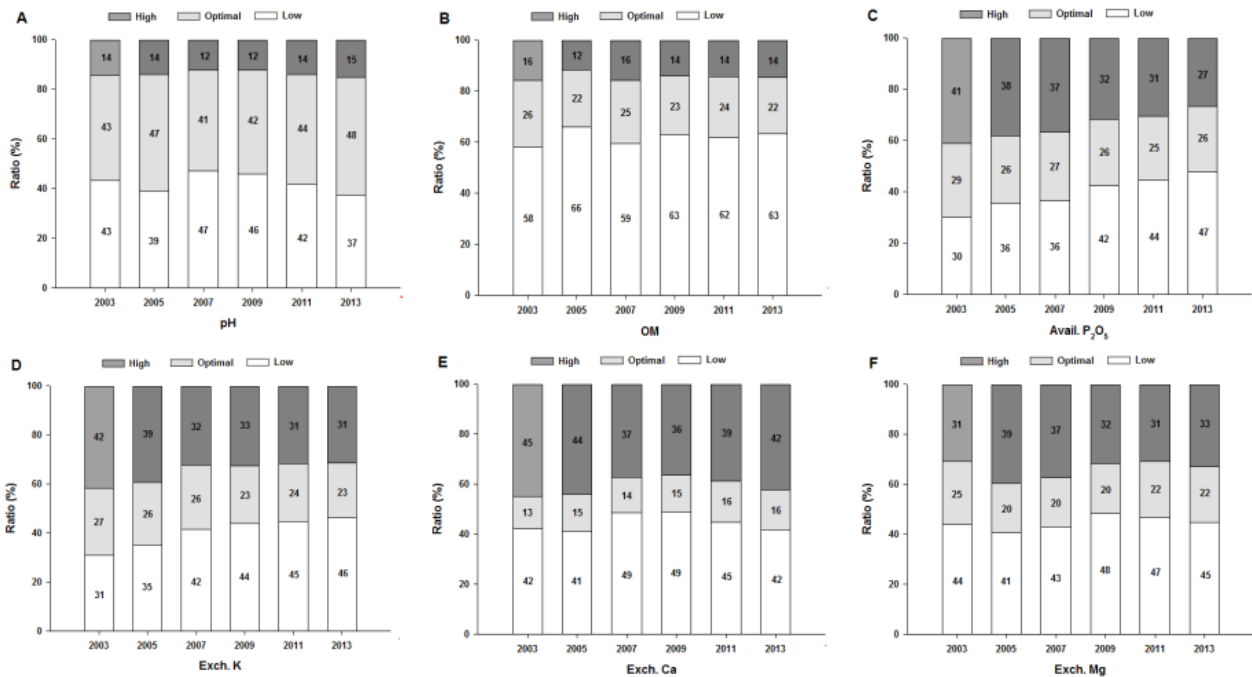 A
High Optimal Low
100
80
60
40
20
0
Ratio (%)
14 14 12 12 14 15
43 47 41 42 44 48
43 39 47 46 42 37
2003 2005 2007 2009 2011 2013
pH
B
High Optimal Low
100
80
60
40
20
0
Ratio (%)
16 12 16 14 14 14
26 22 25 23 24 22
58 66 59 63 62 63
2003 2005 2007 2009 2011 2013
OM
C
High Optimal Low
100
80
60
40
20
0
Ratio (%)
41 38 37 32 31 27
29 26 27 26 25 26
30 36 36 42 44 47
2003 2005 2007 2009 2011 2013
Avail. P₂O₅
D
High Optimal Low
100
80
60
40
20
0
Ratio (%)
42 39 32 33 31 31
27 26 26 23 24 23
31 35 42 44 45 46
2003 2005 2007 2009 2011 2013
Exch. K
E
High Optimal Low
100
80
60
40
20
0
Ratio (%)
45 44 37 36 39 42
13 15 14 15 16 16
42 41 49 49 45 42
2003 2005 2007 2009 2011 2013
Exch. Ca
F
High Optimal Low
100
80
60
40
20
0
Ratio (%)
31 39 37 32 31 33
25 20 20 20 22 22
44 41 43 48 47 45
2003 2005 2007 2009 2011 2013
Exch. Mg